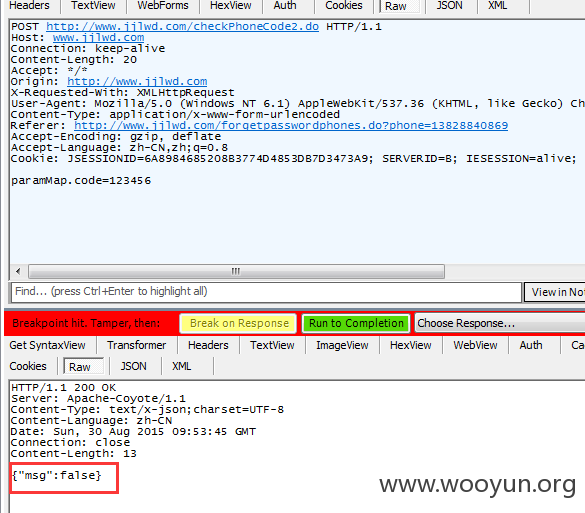 Headers TextView WebForms HexView Auth Cookies Raw JSON XML
POST http://www.jjlwd.com/checkPhoneCode2.do HTTP/1.1
Host: www.jjlwd.com
Connection: keep-alive
Content-Length: 20
Accept: */*
Origin: http://www.jjlwd.com
X-Requested-With: XMLHttpRequest
User-Agent: Mozilla/5.0 (Windows NT 6.1) AppleWebKit/537.36 (KHTML, like Gecko) Ch
Content-Type: application/x-www-form-urlencoded
Referer: http://www.jjlwd.com/forgetpasswordphones.do?phone=13828840869
Accept-Encoding: gzip, deflate
Accept-Language: zh-CN,zh;q=0.8
Cookie: JSESSIONID=6A8984685208B3774D4853DB7D3473A9; SERVERID=B; IESESSION=alive;
paramMap.code=123456
Find... (press Ctrl+Enter to highlight all) View in Not
Breakpoint hit. Tamper, then: Break on Response Run to Completion Choose Response...
Get SyntaxView Transformer Headers TextView ImageView HexView WebView Auth Ca
Cookies Raw JSON XML
HTTP/1.1 200 OK
Server: Apache-Coyote/1.1
Content-Type: text/x-json;charset=UTF-8
Content-Language: zh-CN
Date: Sun, 30 Aug 2015 09:53:45 GMT
Connection: close
Content-Length: 13
{"msg":false}
www.wooyun.org